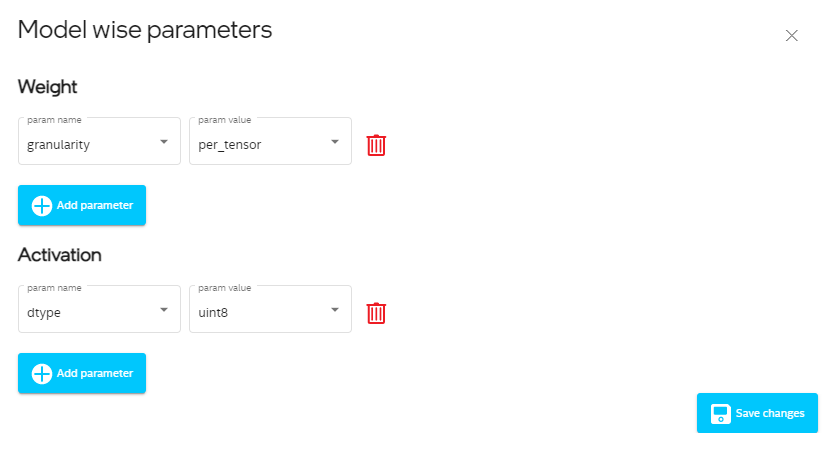 Model wise parameters
Weight
param name param value
granularity per_tensor
Add parameter
Activation
param name param value
dtype uint8
Add parameter
Save changes